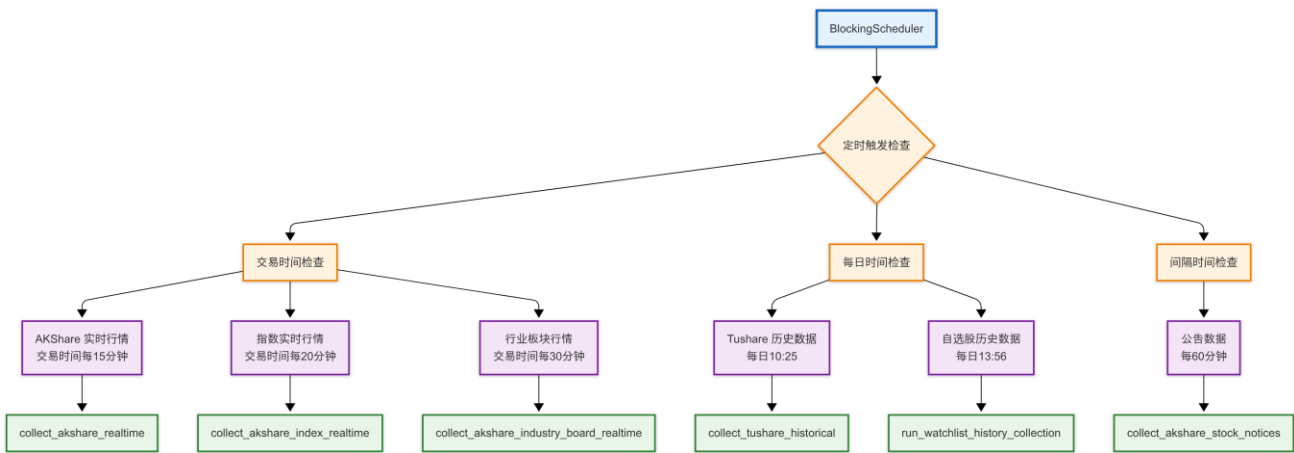 BlockingScheduler
定时触发检查
交易时间检查
每日时间检查
间隔时间检查
AKShare 实时行情
交易时间每15分钟
指数实时行情
交易时间每20分钟
行业板块行情
交易时间每30分钟
Tushare 历史数据
每日10:25
自选股历史数据
每日13:56
公告数据
每60分钟
collect_akshare_realtime
collect_akshare_index_realtime
collect_akshare_industry_board_realtime
collect_tushare_historical
run_watchlist_history_collection
collect_akshare_stock_notices